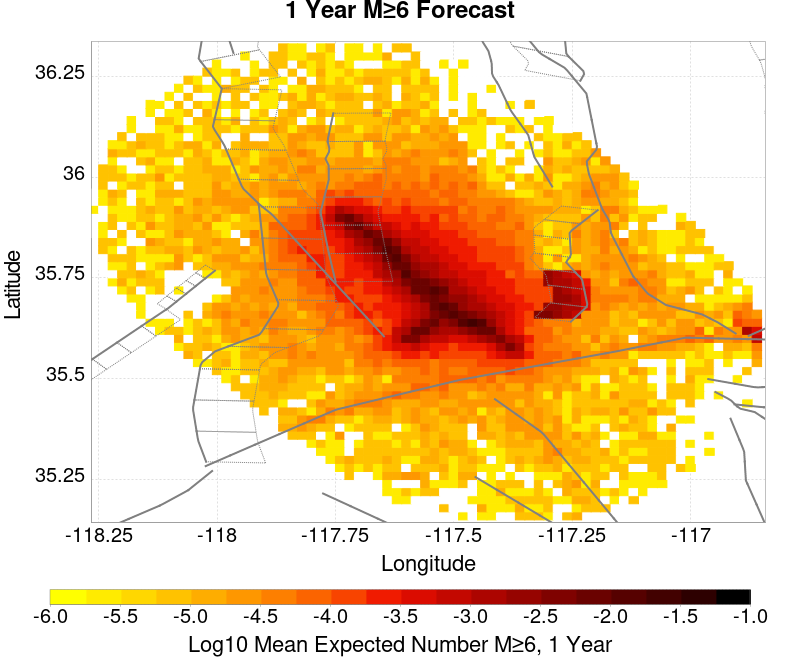 1 Year M≥6 Forecast
36.25
36
35.75
35.5
35.25
Latitude
-118.25 -118 -117.75 -117.5 -117.25 -117
Longitude
-6.0 -5.5 -5.0 -4.5 -4.0 -3.5 -3.0 -2.5 -2.0 -1.5 -1.0
Log10 Mean Expected Number M≥6, 1 Year